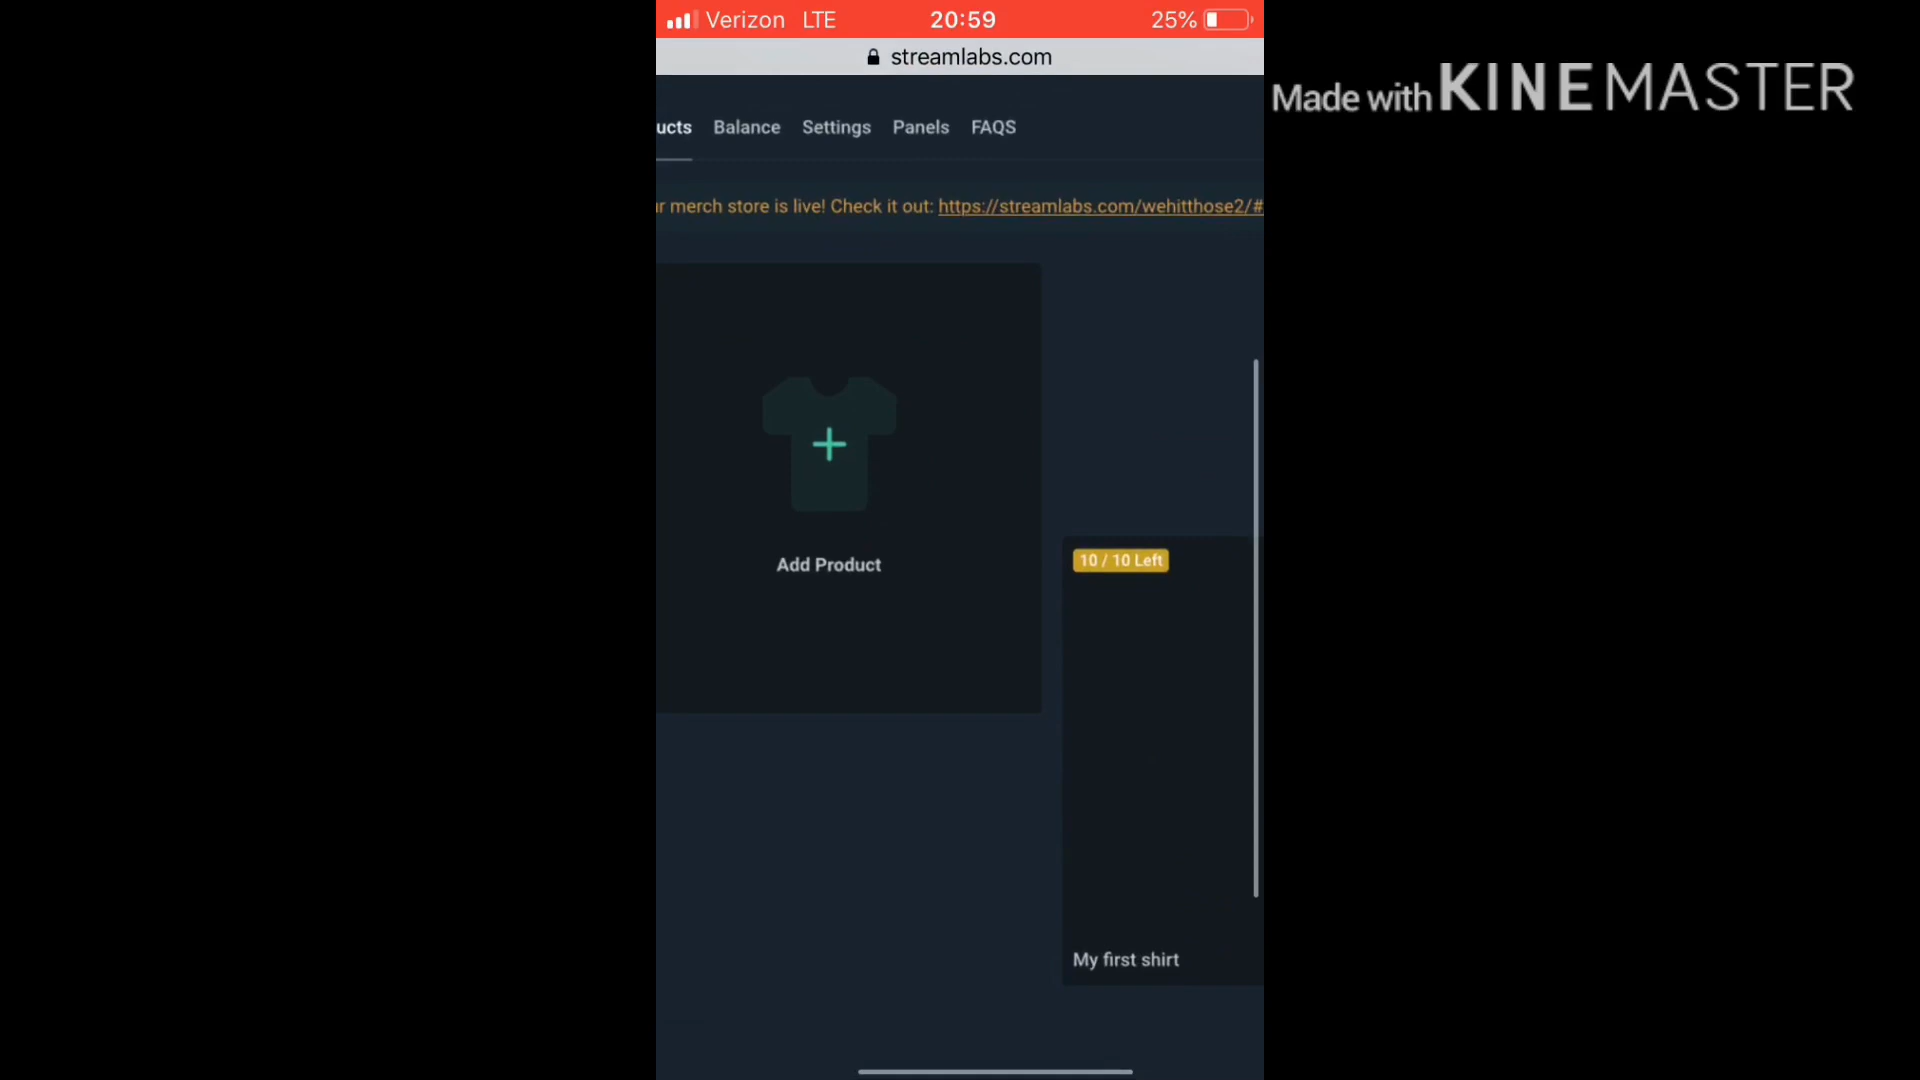 Verizon LTE 20:59 25%
streamlabs.com
Made with KINEMASTER
ucts Balance Settings Panels FAQS
r merch store is live! Check it out: https://streamlabs.com/wehitthose2/#
Add Product
10 / 10 Left
My first shirt